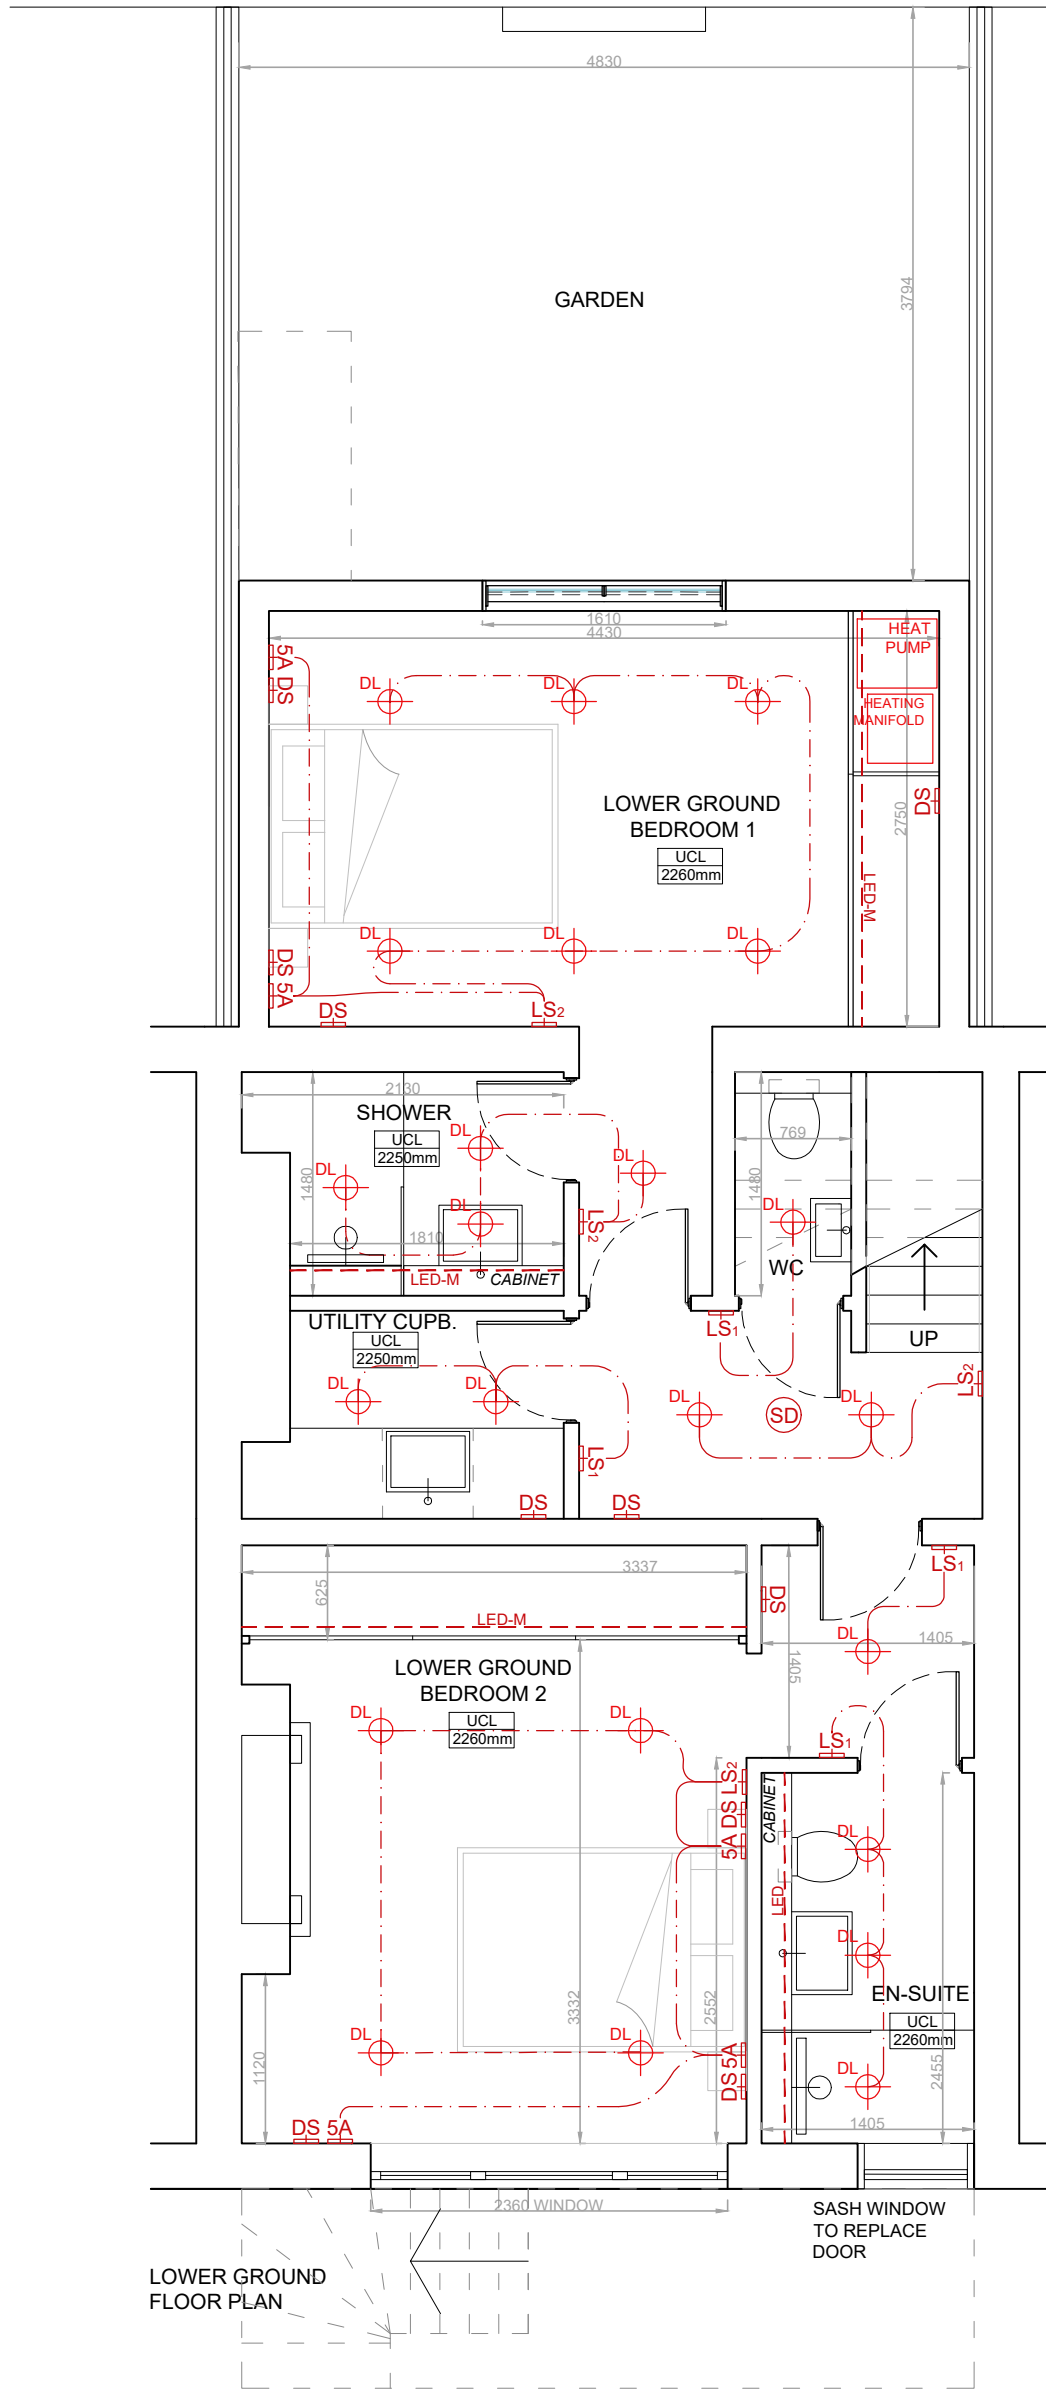 4830
3794
GARDEN
1610
4430
HEAT
PUMP
5A
DS
DL
DL
DL
HEATING
MANIFOLD
DS
LOWER GROUND
BEDROOM 1
2750
UCL
2260mm
LED-M
DL
DL
DL
DS
5A
DS
LS2
2130
SHOWER
UCL
2250mm
DL
769
1480
DL
DL
1480
DL
DL
LS2
1810
LED-M
CABINET
WC
UTILITY CUPB.
UCL
2250mm
LS1
UP
LS2
DL
DL
DL
SD
DL
LS1
DS
DS
3337
LS1
625
DS
LED-M
DL
1405
1405
LOWER GROUND
BEDROOM 2
UCL
2260mm
DL
DL
LS1
LS2
DS
5A
CABINET
DL
LED
DL
EN-SUITE
UCL
2260mm
3332
2552
DL
DL
5A
DS
DL
2455
1120
1405
DS
5A
2360 WINDOW
SASH WINDOW
TO REPLACE
DOOR
LOWER GROUND
FLOOR PLAN